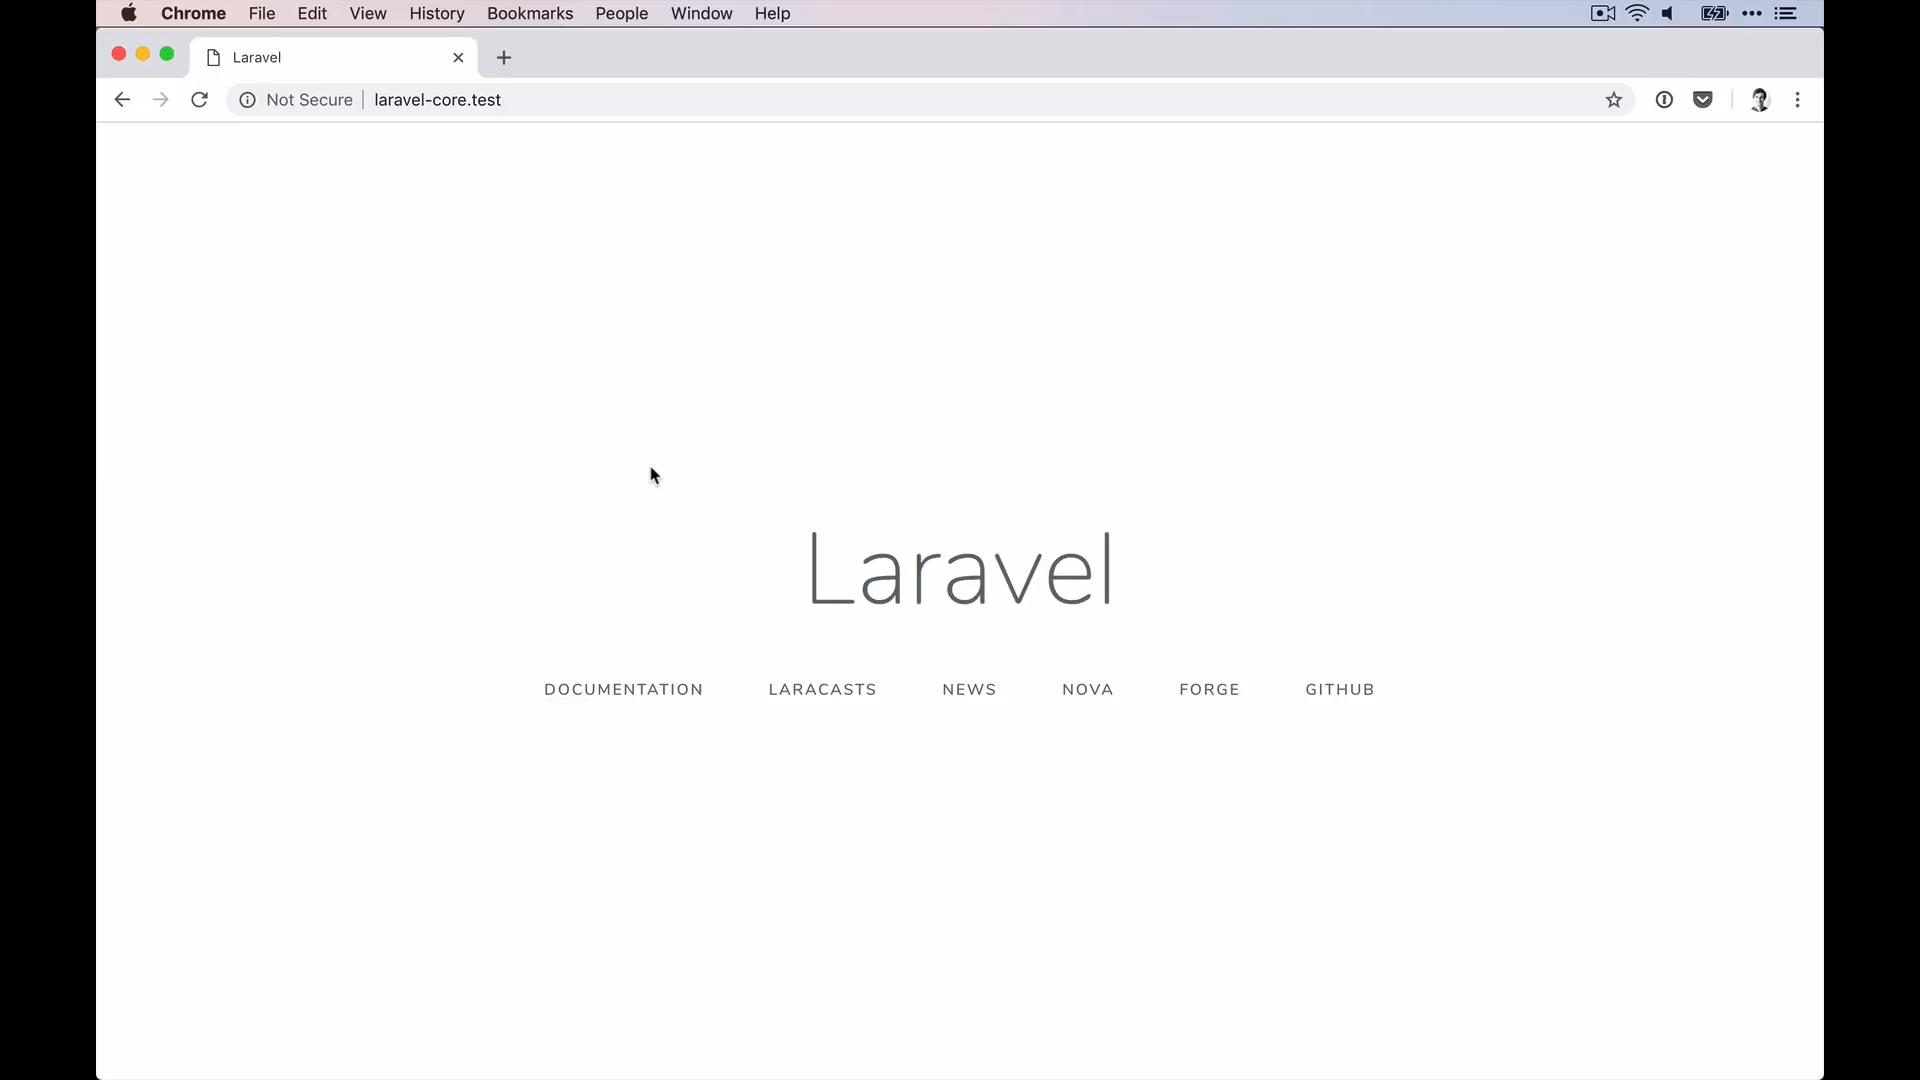 Chrome File Edit View History Bookmarks People Window Help
Laravel
Not Secure laravel-core.test
Laravel
DOCUMENTATION LARACASTS NEWS NOVA FORGE GITHUB